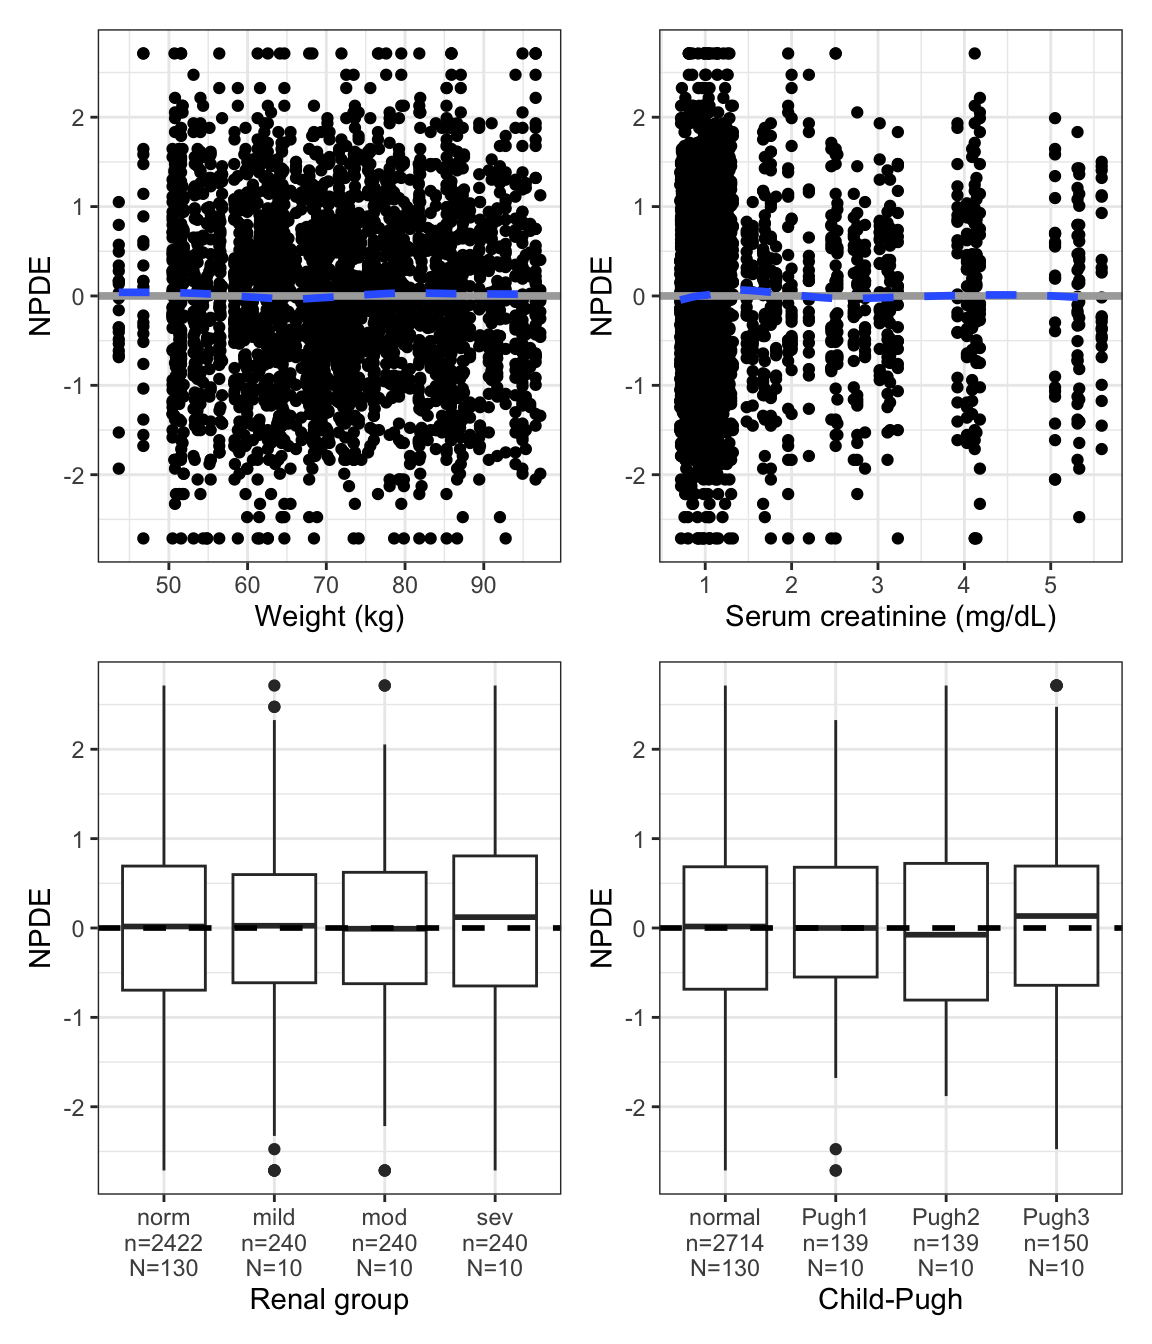 NPDE
2
1
0
-1
-2
50 60 70 80 90
Weight (kg)
NPDE
2
1
0
-1
-2
1 2 3 4 5
Serum creatinine (mg/dL)
NPDE
2
1
0
-1
-2
norm mild mod sev
n=2422 n=240 n=240 n=240
N=130 N=10 N=10 N=10
Renal group
NPDE
2
1
0
-1
-2
normal Pugh1 Pugh2 Pugh3
n=2714 n=139 n=139 n=150
N=130 N=10 N=10 N=10
Child-Pugh